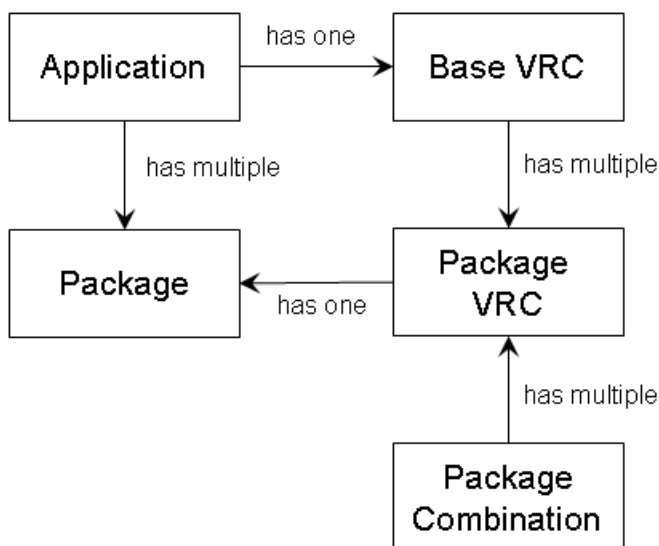 has one
Application
Base VRC
has multiple
has multiple
Package
Package
VRC
has one
has multiple
Package
Combination